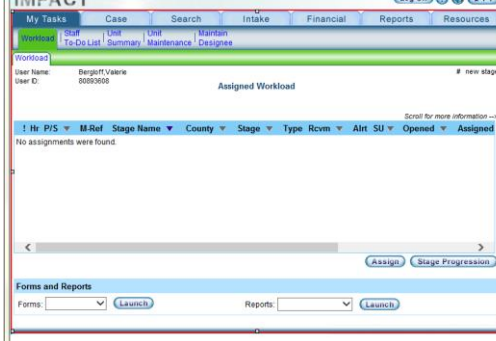 IMPACT
My Tasks Case Search Intake Financial Reports Resources
Workload Staff To-Do List Unit Summary Unit Maintenance Maintain Designee
Workload
User Name: Bergloff,Valerie # new stage
User ID: 80893608
Assigned Workload
Scroll for more information --
! Hr P/S M-Ref Stage Name County Stage Type Rcvm Alrt SU Opened Assigned
No assignments were found.
Assign Stage Progression
Forms and Reports
Forms: Launch Reports: Launch